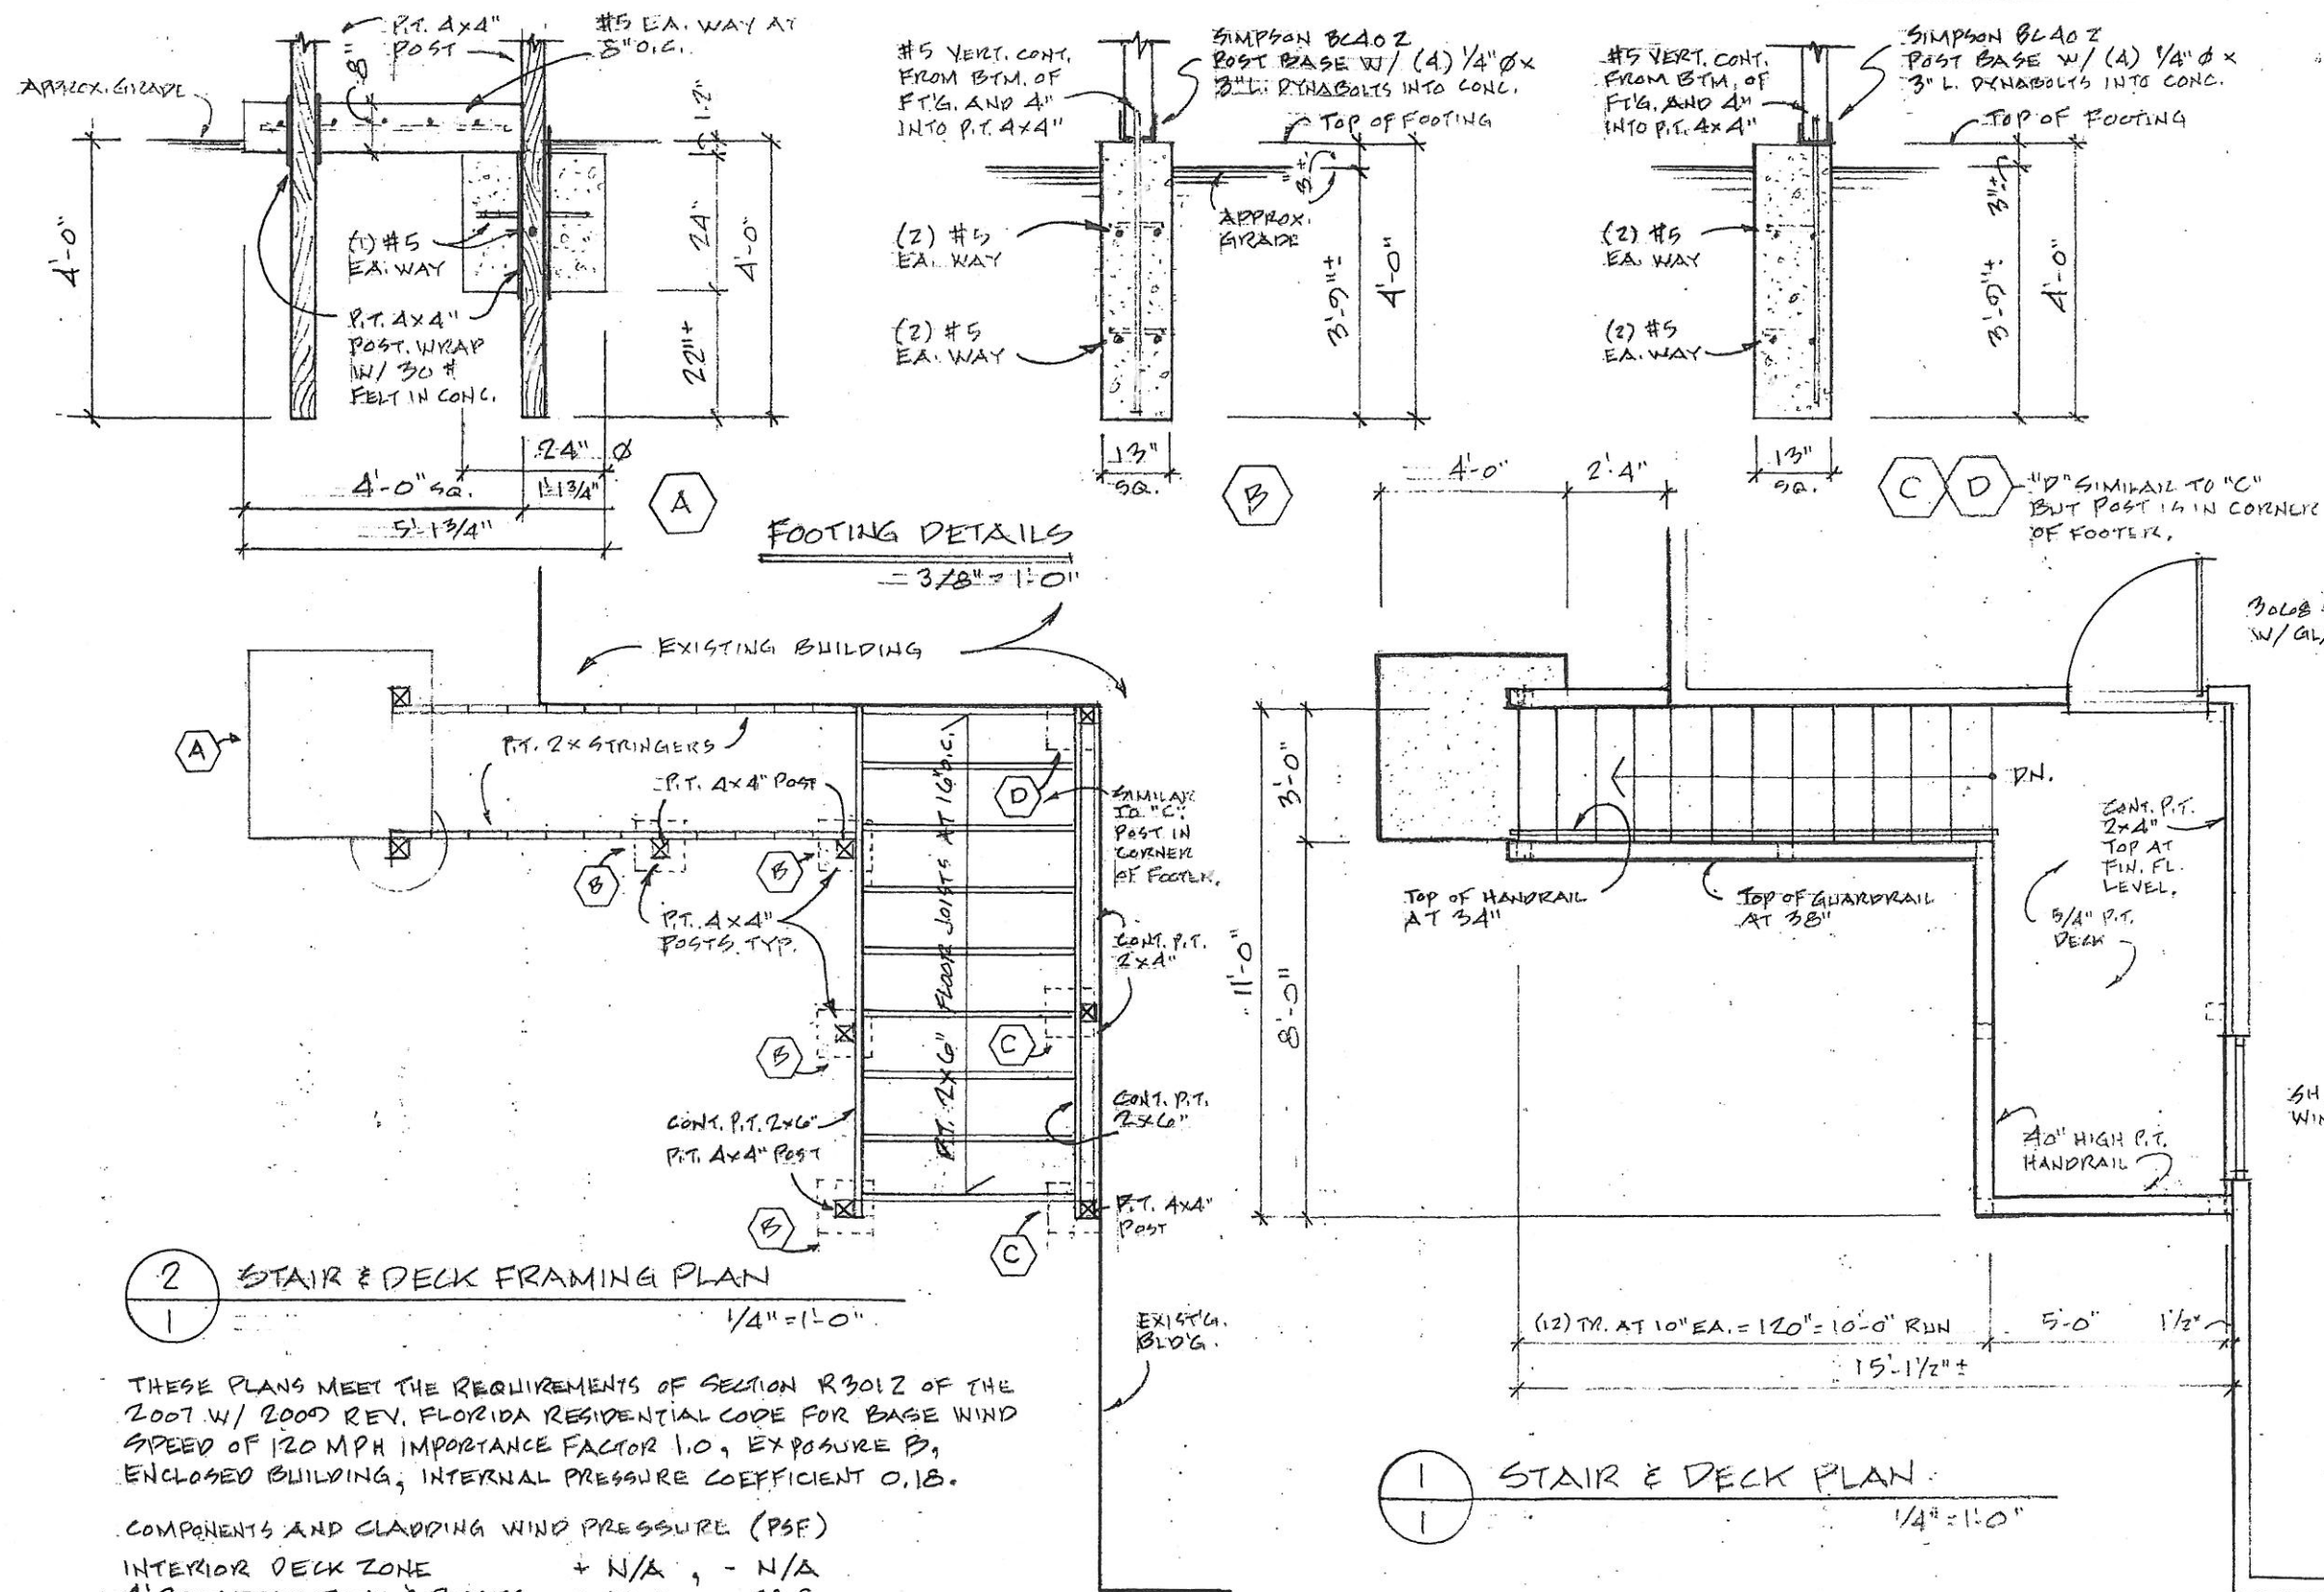 P.T. 4x4"
POST
#5 EA. WAY AT
8" O.C.
8"
APPROX. GRADE
12"
4'-0"
(1) #5
EA. WAY
24"
4'-0"
P.T. 4x4"
POST. WRAP
W/ 30#
FELT IN CONC.
22"±
24" Ø
4'-0" SQ.
1'-1 3/4"
5'-1 3/4"
A
#5 VERT. CONT.
FROM BTM. OF
FT'G. AND 4"
INTO P.T. 4x4"
SIMPSON BC40Z
POST BASE W/ (4) 1/4" Ø x
3" L. DYNABOLTS INTO CONC.
TOP OF FOOTING
3"±
APPROX.
GRADE
(2) #5
EA. WAY
(2) #5
EA. WAY
3'-9"±
4'-0"
13"
SQ.
B
#5 VERT. CONT.
FROM BTM. OF
FT'G. AND 4"
INTO P.T. 4x4"
SIMPSON BC40Z
POST BASE W/ (4) 1/4" Ø x
3" L. DYNABOLTS INTO CONC.
TOP OF FOOTING
3"±
(2) #5
EA. WAY
(2) #5
EA. WAY
3'-9"±
4'-0"
13"
SQ.
C
D
"D" SIMILAR TO "C"
BUT POST IS IN CORNER
OF FOOTER.
FOOTING DETAILS
3/8" = 1'-0"
EXISTING BUILDING
A
P.T. 2x STRINGERS
P.T. 4x4" POST
B
B
P.T. 4x4"
POSTS. TYP.
B
CONT. P.T. 2x6"
P.T. 4x4" POST
B
P.T. 2x6" FLOOR JOISTS AT 16" O.C.
D
SIMILAR
TO "C".
POST IN
CORNER
OF FOOTER.
CONT. P.T.
2x4"
C
CONT. P.T.
2x6"
P.T. 4x4"
POST
C
EXIST'G.
BLD'G.
2
1
STAIR & DECK FRAMING PLAN
1/4" = 1'-0"
4'-0"
2'-4"
3068
W/
3'-0"
11'-0"
8'-0"
DN.
TOP OF HANDRAIL
AT 34"
TOP OF GUARDRAIL
AT 38"
CONT. P.T.
2x4"
TOP AT
FIN. FL.
LEVEL.
5/4" P.T.
DECK
40" HIGH P.T.
HANDRAIL
(12) TR. AT 10" EA. = 120" = 10'-0" RUN
5'-0"
1 1/2"
15'-1 1/2"±
1
1
STAIR & DECK PLAN
1/4" = 1'-0"
THESE PLANS MEET THE REQUIREMENTS OF SECTION R3012 OF THE
2007 W/ 2009 REV. FLORIDA RESIDENTIAL CODE FOR BASE WIND
SPEED OF 120 MPH IMPORTANCE FACTOR 1.0, EXPOSURE B,
ENCLOSED BUILDING, INTERNAL PRESSURE COEFFICIENT 0.18.
COMPONENTS AND CLADDING WIND PRESSURE (PSF)
INTERIOR DECK ZONE + N/A, - N/A